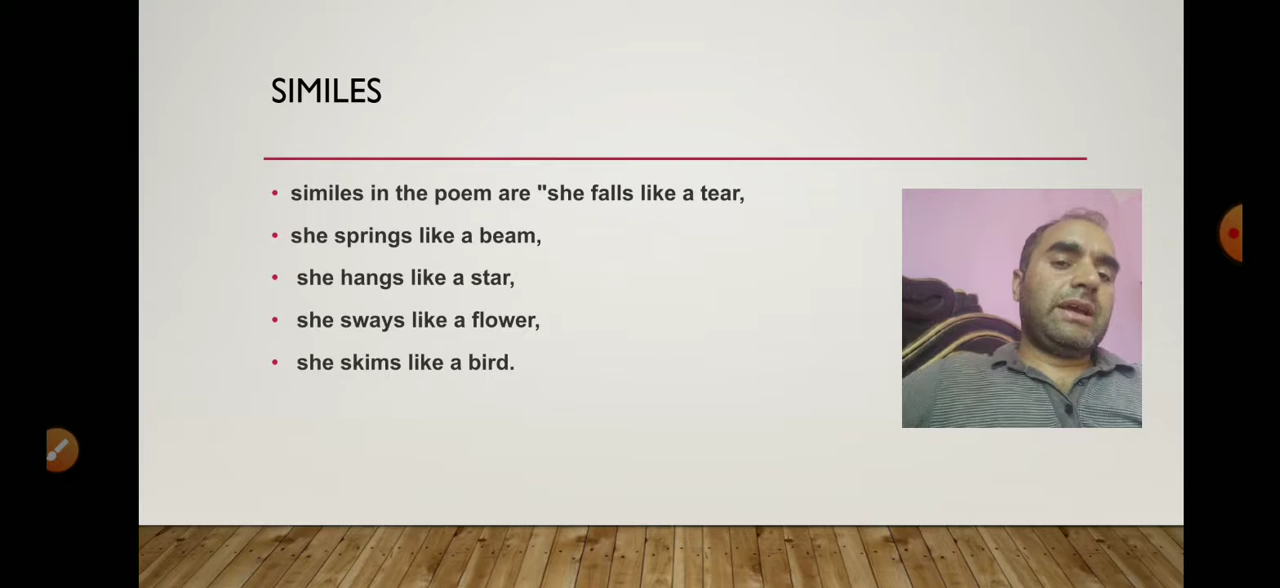 SIMILES
• similes in the poem are "she falls like a tear,
• she springs like a beam,
• she hangs like a star,
• she sways like a flower,
• she skims like a bird.